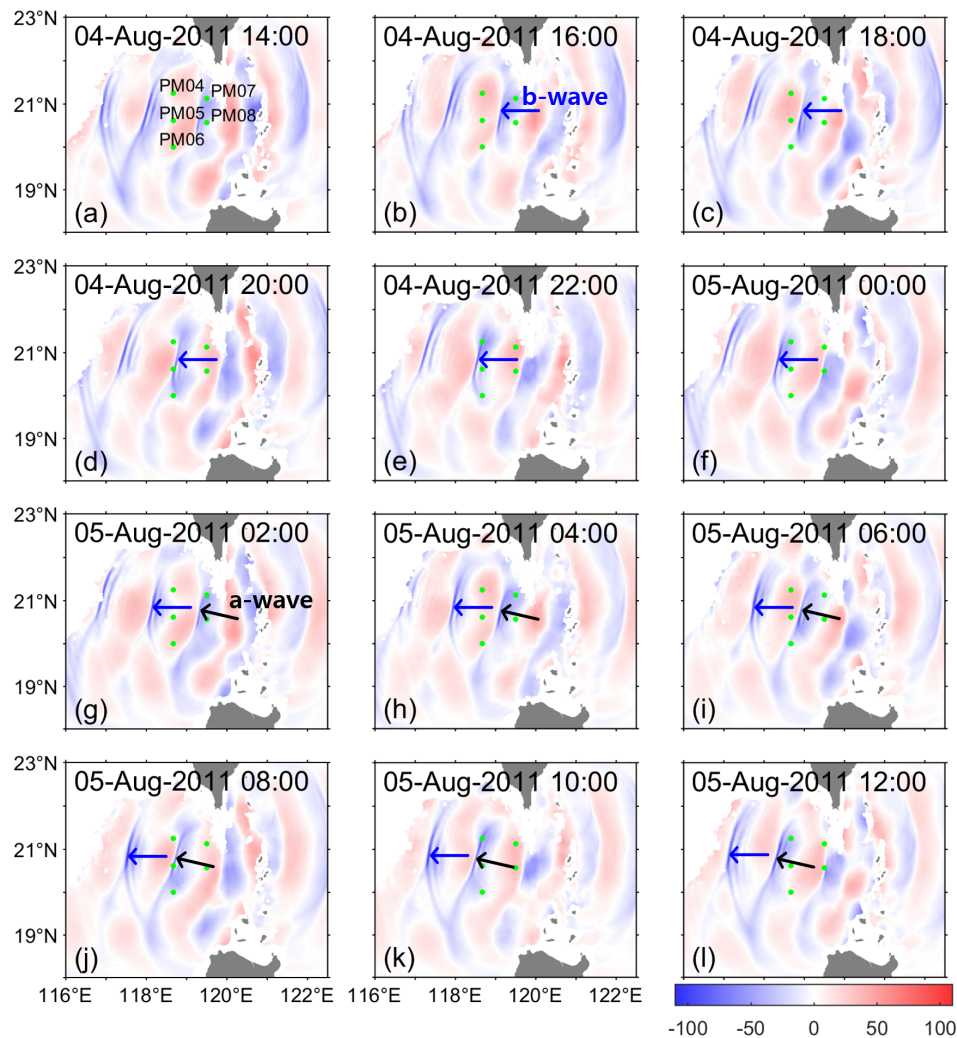 23°N
21°N
19°N
04-Aug-2011 14:00
PM04
PM07
PM05
PM08
PM06
(a)
04-Aug-2011 16:00
b-wave
(b)
04-Aug-2011 18:00
(c)
23°N
21°N
19°N
04-Aug-2011 20:00
(d)
04-Aug-2011 22:00
(e)
05-Aug-2011 00:00
(f)
23°N
21°N
19°N
05-Aug-2011 02:00
a-wave
(g)
05-Aug-2011 04:00
(h)
05-Aug-2011 06:00
(i)
23°N
21°N
19°N
05-Aug-2011 08:00
(j)
116°E 118°E 120°E 122°E
05-Aug-2011 10:00
(k)
116°E 118°E 120°E 122°E
05-Aug-2011 12:00
(l)
-100 -50 0 50 100